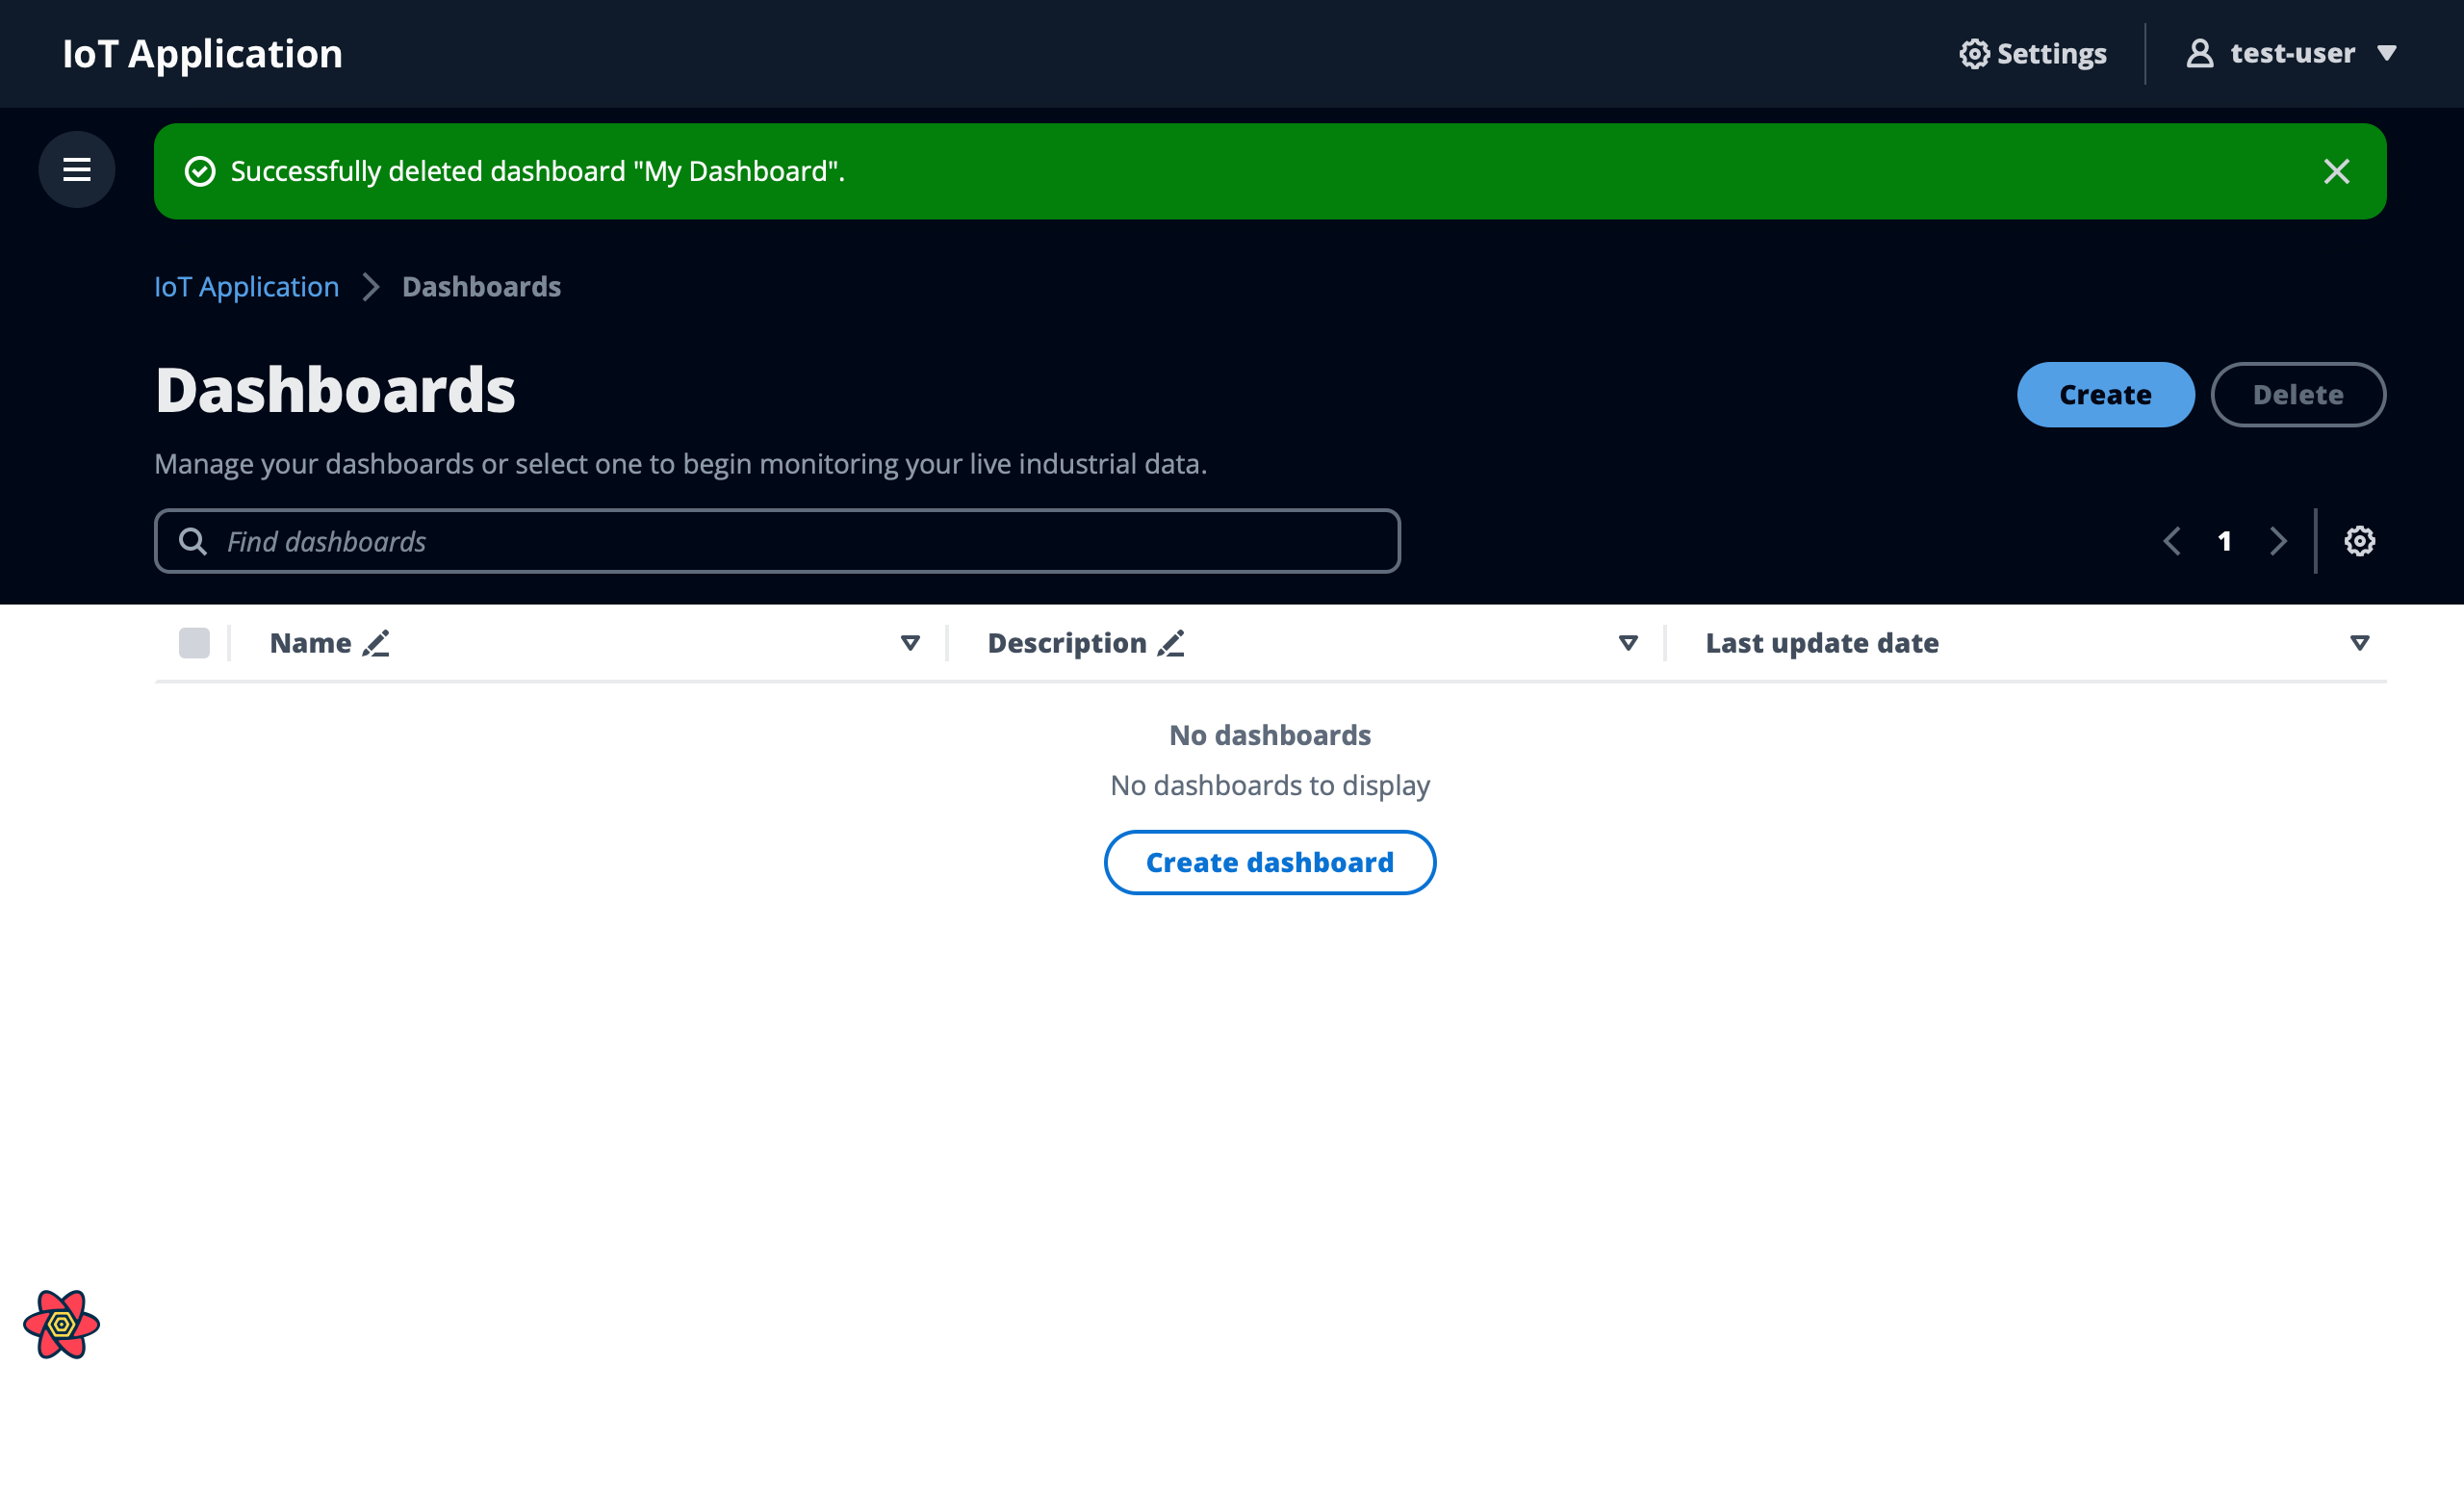 IoT Application
Settings
test-user
Successfully deleted dashboard "My Dashboard".
IoT Application
Dashboards
Dashboards
Create
Delete
Manage your dashboards or select one to begin monitoring your live industrial data.
Find dashboards
1
Name
Description
Last update date
No dashboards
No dashboards to display
Create dashboard